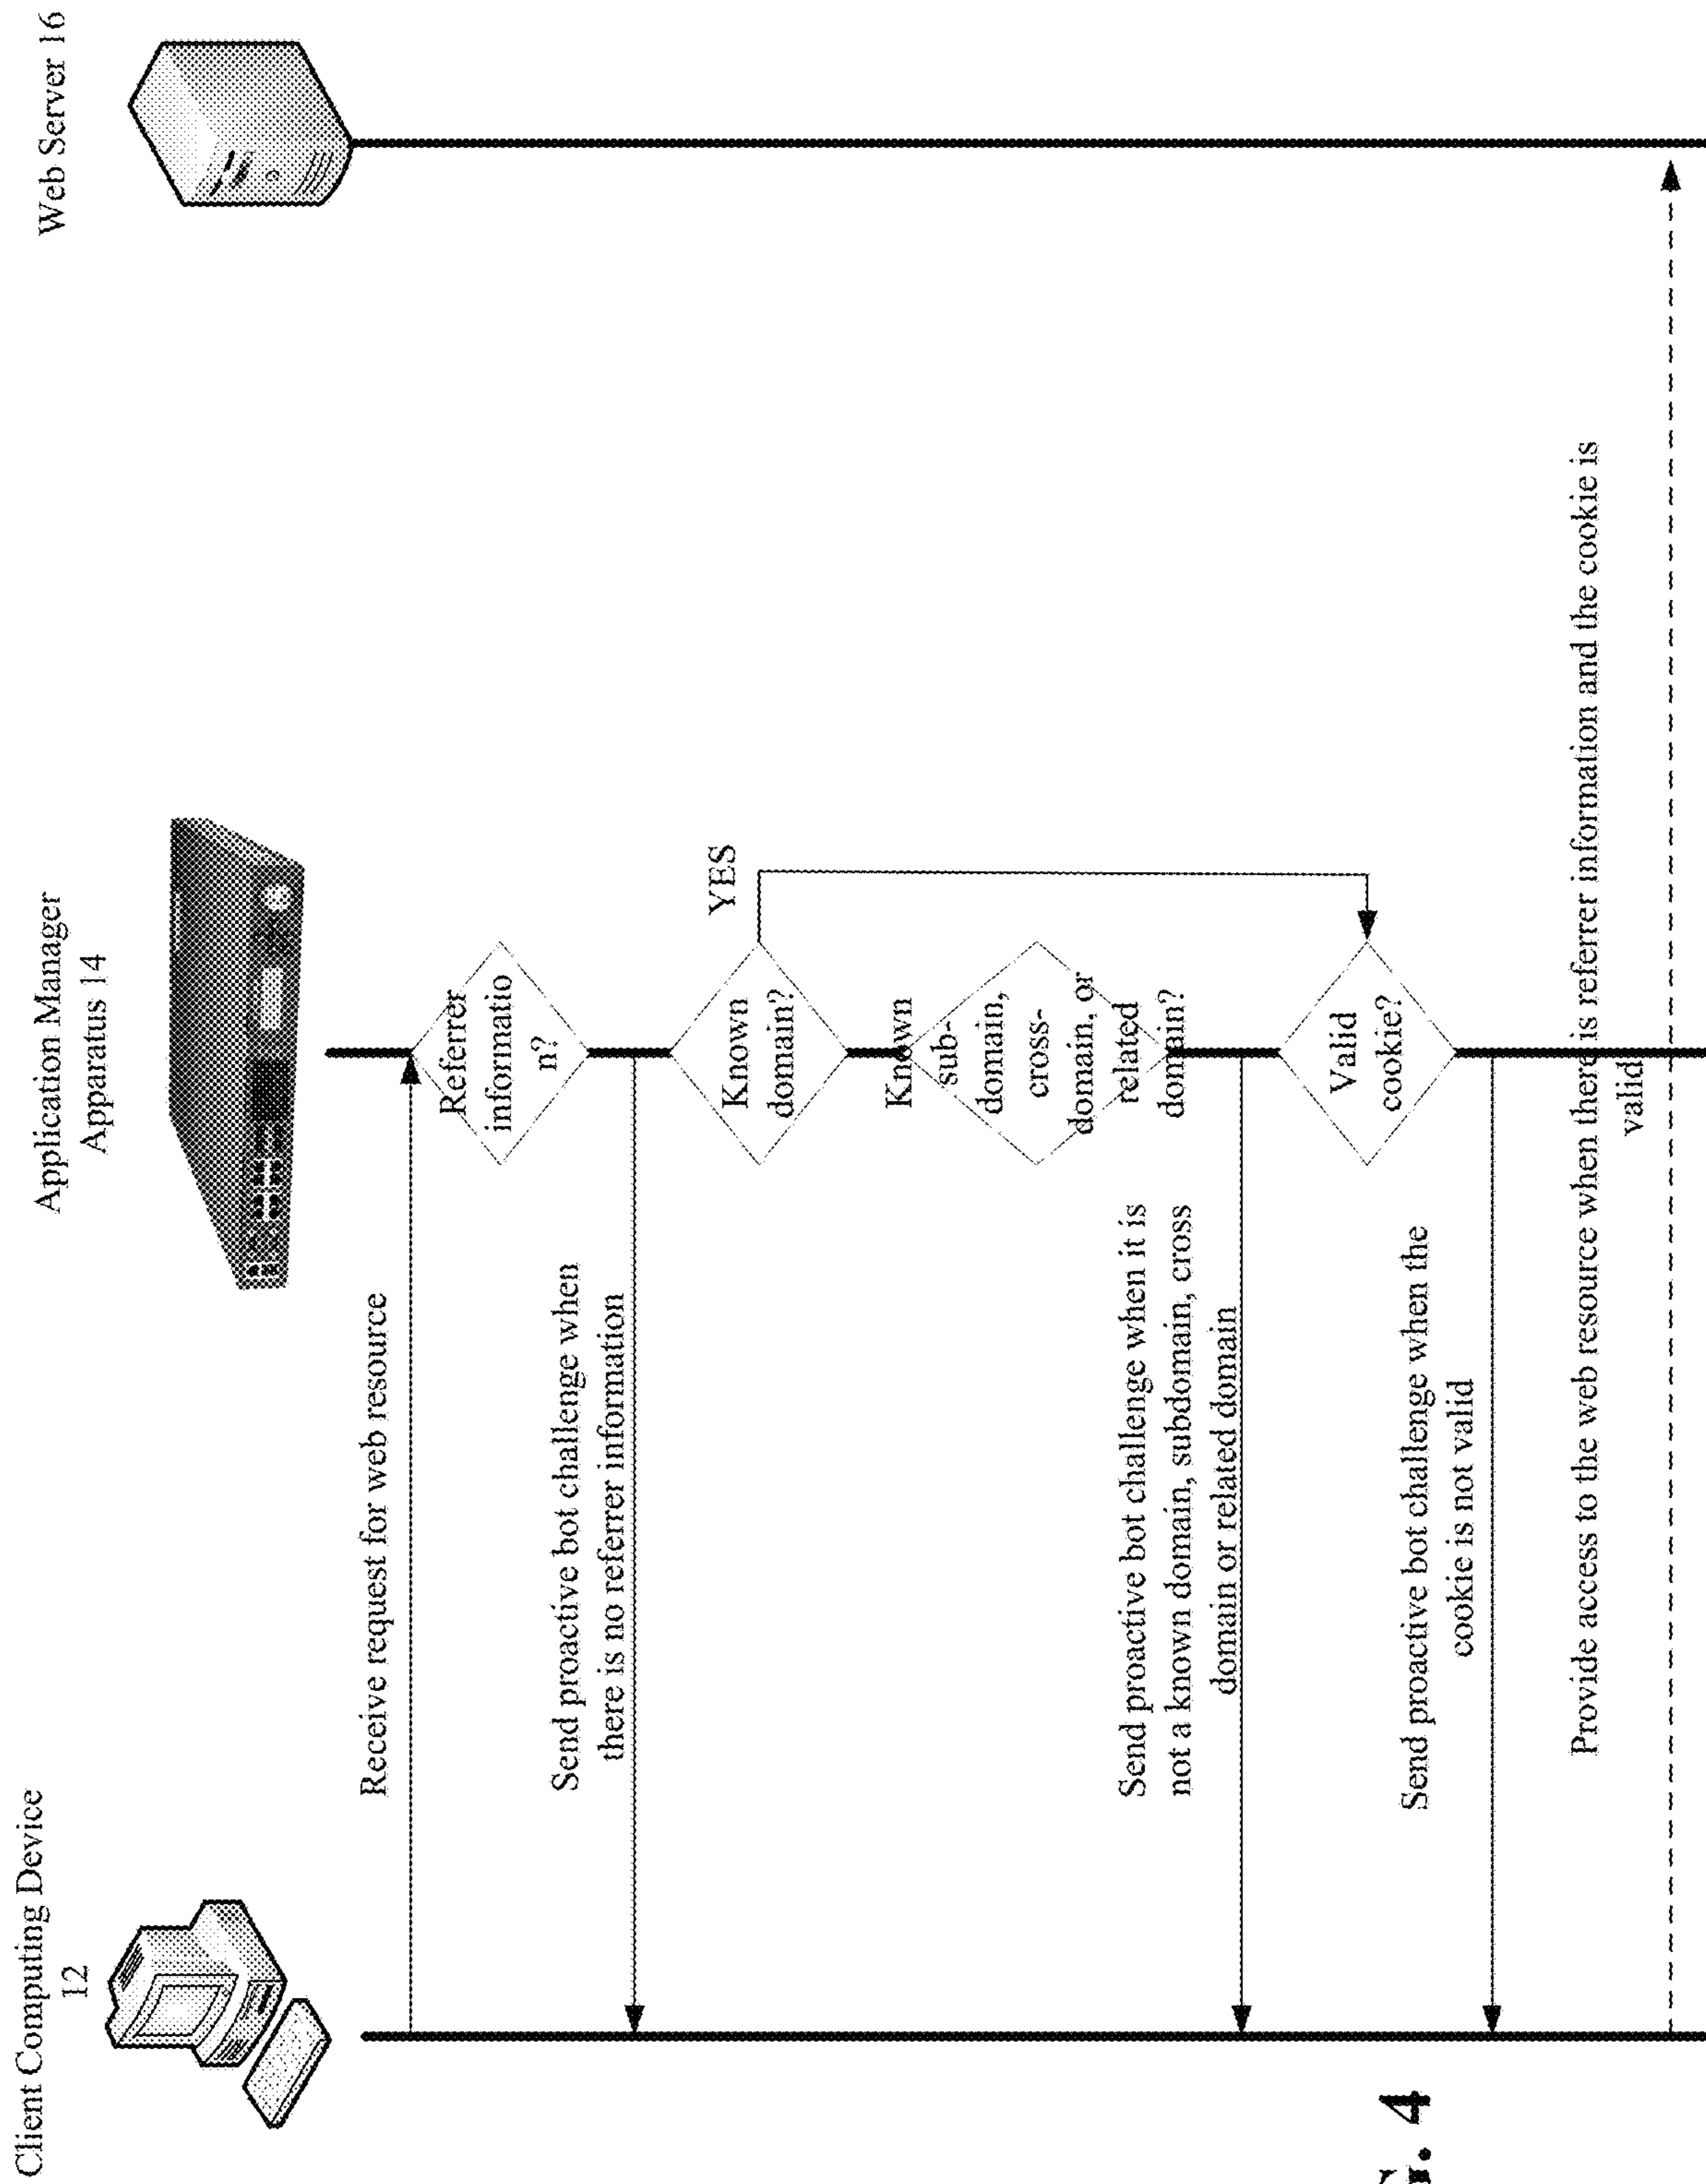 Client Computing Device
12
Application Manager
Apparatus 14
Web Server 16
Receive request for web resource
Referrer
informatio
n?
Send proactive bot challenge when
there is no referrer information
Known
domain?
YES
Known
sub-
domain,
cross-
domain, or
related
domain?
Send proactive bot challenge when it is
not a known domain, subdomain, cross
domain or related domain
Valid
cookie?
Send proactive bot challenge when the
cookie is not valid
Provide access to the web resource when there is referrer information and the cookie is
valid
. 4